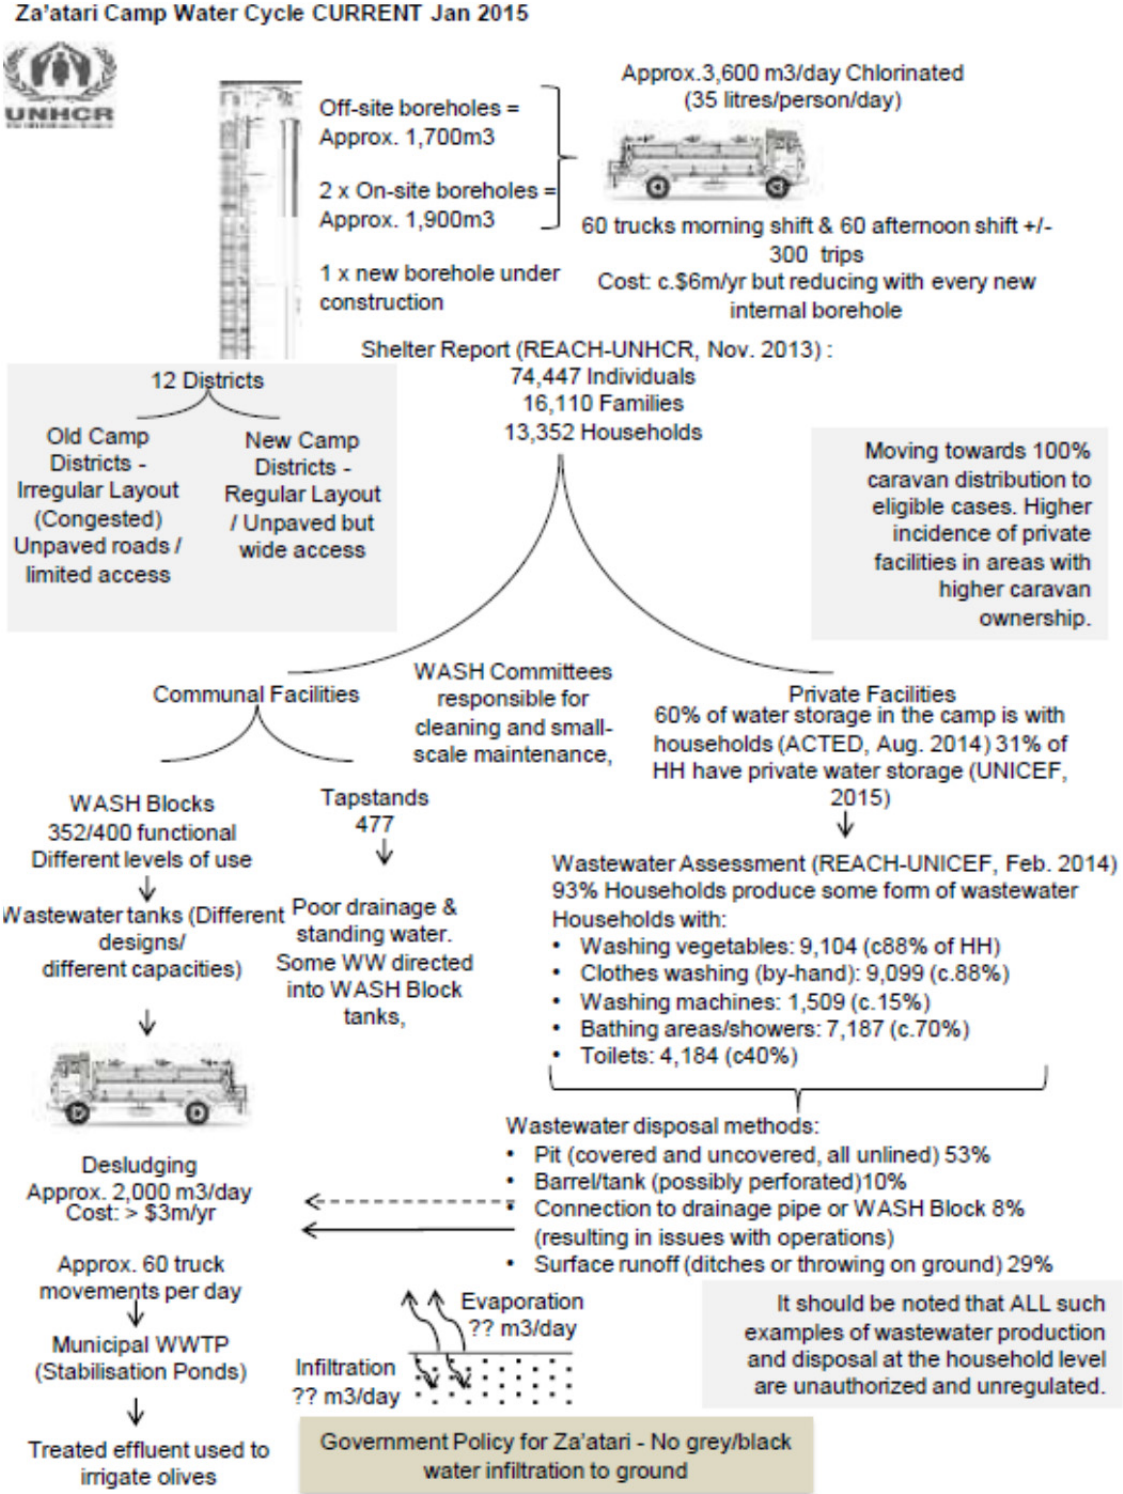 Za'atari Camp Water Cycle CURRENT Jan 2015
UNHCR
Off-site boreholes =
Approx. 1,700m3
2 x On-site boreholes =
Approx. 1,900m3
1 x new borehole under
construction
Approx.3,600 m3/day Chlorinated
(35 litres/person/day)
60 trucks morning shift & 60 afternoon shift +/-
300 trips
Cost: c.$6m/yr but reducing with every new
internal borehole
Shelter Report (REACH-UNHCR, Nov. 2013) :
74,447 Individuals
16,110 Families
13,352 Households
12 Districts
Old Camp
Districts -
Irregular Layout
(Congested)
Unpaved roads /
limited access
New Camp
Districts -
Regular Layout
/ Unpaved but
wide access
Moving towards 100%
caravan distribution to
eligible cases. Higher
incidence of private
facilities in areas with
higher caravan
ownership.
Communal Facilities
WASH Committees
responsible for
cleaning and small-
scale maintenance,
Private Facilities
60% of water storage in the camp is with
households (ACTED, Aug. 2014) 31% of
HH have private water storage (UNICEF,
2015)
WASH Blocks
352/400 functional
Different levels of use
Tapstands
477
Wastewater tanks (Different
designs/
different capacities)
Poor drainage &
standing water.
Some WW directed
into WASH Block
tanks,
Wastewater Assessment (REACH-UNICEF, Feb. 2014)
93% Households produce some form of wastewater
Households with:
• Washing vegetables: 9,104 (c88% of HH)
• Clothes washing (by-hand): 9,099 (c.88%)
• Washing machines: 1,509 (c.15%)
• Bathing areas/showers: 7,187 (c.70%)
• Toilets: 4,184 (c40%)
Desludging
Approx. 2,000 m3/day
Cost: > $3m/yr
Approx. 60 truck
movements per day
Municipal WWTP
(Stabilisation Ponds)
Treated effluent used to
irrigate olives
Wastewater disposal methods:
• Pit (covered and uncovered, all unlined) 53%
• Barrel/tank (possibly perforated)10%
• Connection to drainage pipe or WASH Block 8%
(resulting in issues with operations)
• Surface runoff (ditches or throwing on ground) 29%
Evaporation
?? m3/day
Infiltration
?? m3/day
It should be noted that ALL such
examples of wastewater production
and disposal at the household level
are unauthorized and unregulated.
Government Policy for Za'atari - No grey/black
water infiltration to ground